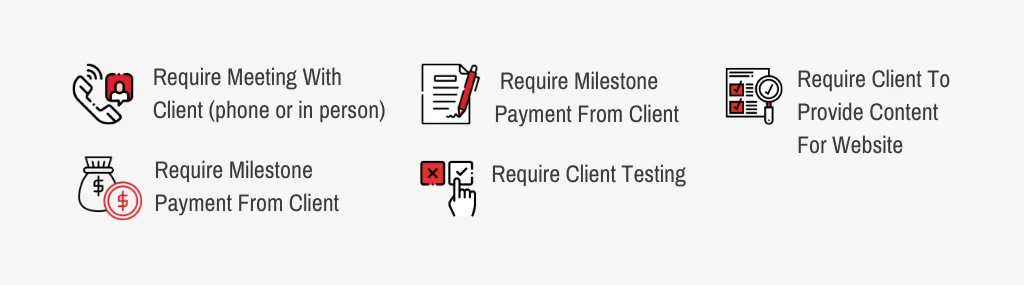 Require Meeting With
Client (phone or in person)
Require Milestone
Payment From Client
Require Client To
Provide Content
For Website
$ $
Require Milestone
Payment From Client
Require Client Testing